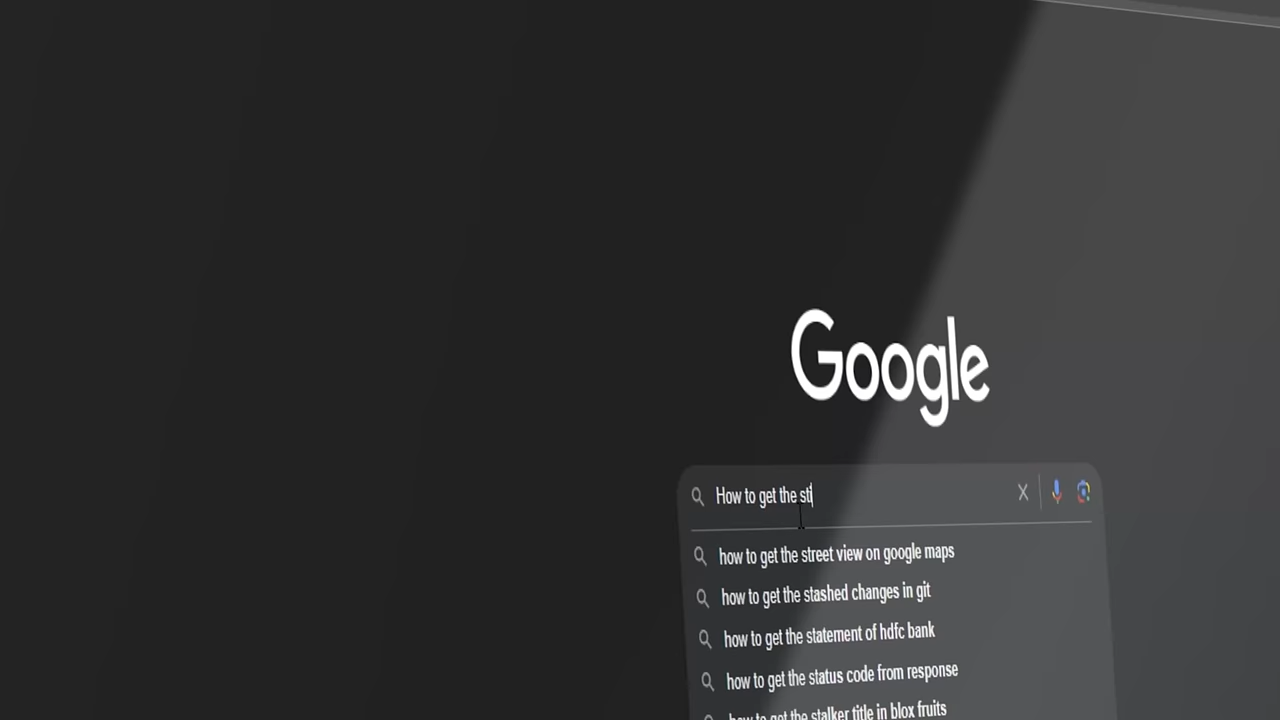 Google
How to get the sti
how to get the street view on google maps
how to get the stashed changes in git
how to get the statement of hdfc bank
how to get the status code from response
how to get the stalker title in blox fruits